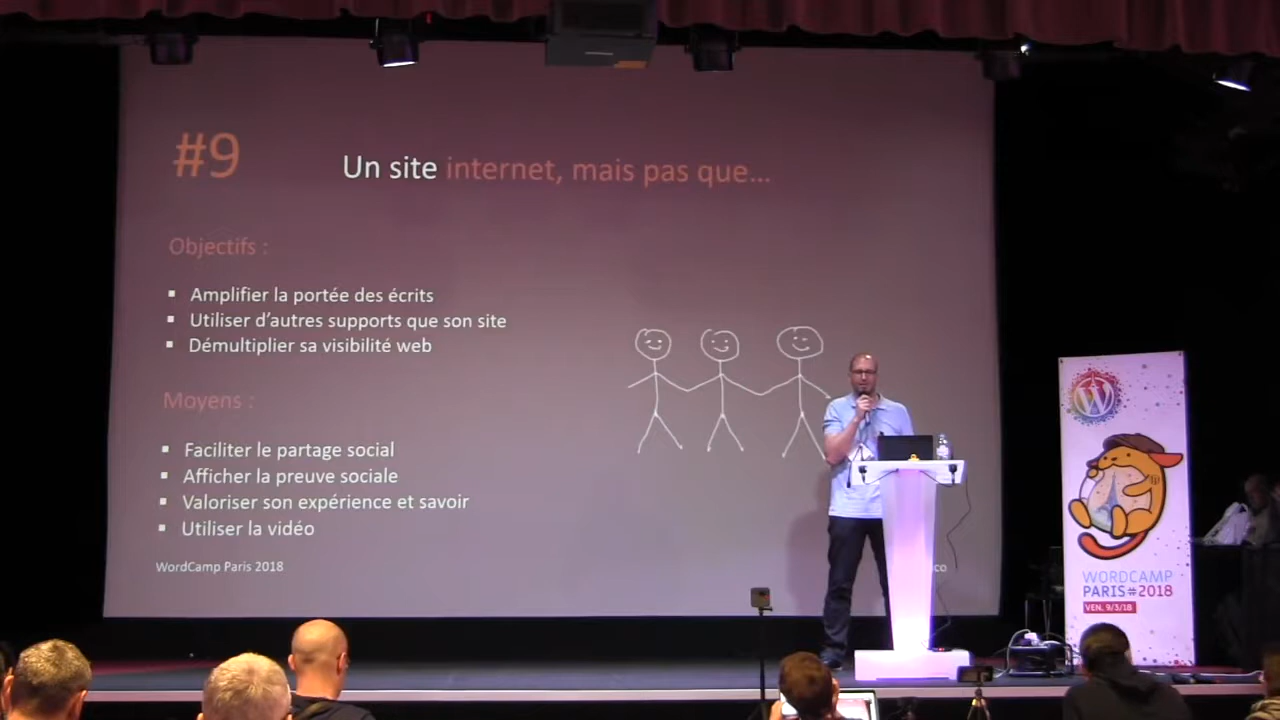 #9
Un site internet, mais pas que...
Objectifs :
▪ Amplifier la portée des écrits
▪ Utiliser d'autres supports que son site
▪ Démultiplier sa visibilité web
Moyens :
▪ Faciliter le partage social
▪ Afficher la preuve sociale
▪ Valoriser son expérience et savoir
▪ Utiliser la vidéo
WordCamp Paris 2018
WORDCAMP
PARIS#2018
VEN. 9/3/18